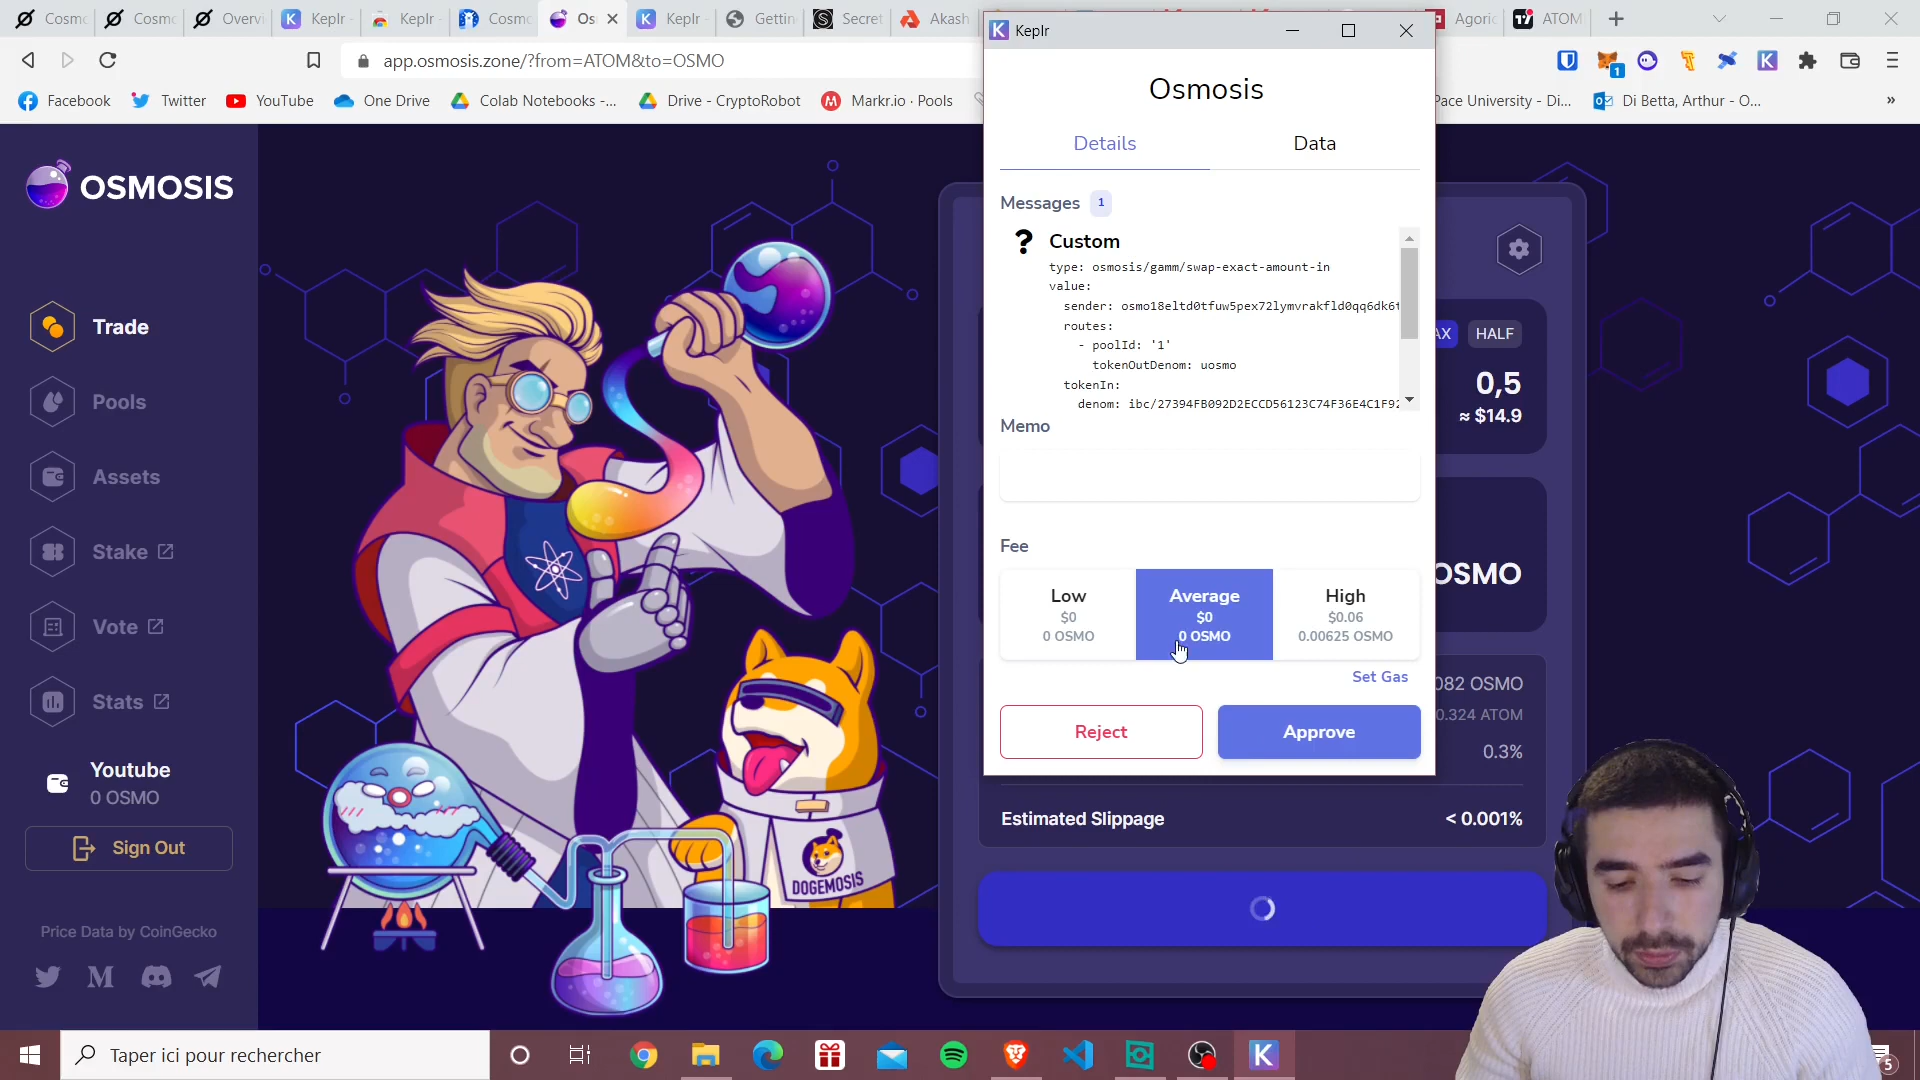 Cosmo
Cosmo
Overvi
Keplr
Keplr
Cosmo
Os
Keplr
Gettin
Secret
Akash
Agoric
ATOM
app.osmosis.zone/?from=ATOM&to=OSMO
1
Facebook
Twitter
YouTube
One Drive
Colab Notebooks -...
Drive - CryptoRobot
Markr.io · Pools
Pace University - Di...
Di Betta, Arthur - O...
»
Keplr
Osmosis
Details
Data
Messages 1
? Custom
type: osmosis/gamm/swap-exact-amount-in
value:
sender: osmo18eltd0tfuw5pex72lymvrakfld0qq6dk6t
routes:
- poolId: '1'
tokenOutDenom: uosmo
tokenIn:
denom: ibc/27394FB092D2ECCD56123C74F36E4C1F92
Memo
Fee
Low
$0
0 OSMO
Average
$0
0 OSMO
High
$0.06
0.00625 OSMO
Set Gas
Reject
Approve
OSMOSIS
Trade
Pools
Assets
Stake
Vote
Stats
Youtube
0 OSMO
Sign Out
Price Data by CoinGecko
DOGEMOSIS
AX
HALF
0,5
≈ $14.9
OSMO
082 OSMO
0.324 ATOM
0.3%
Estimated Slippage
< 0.001%
Taper ici pour rechercher
5